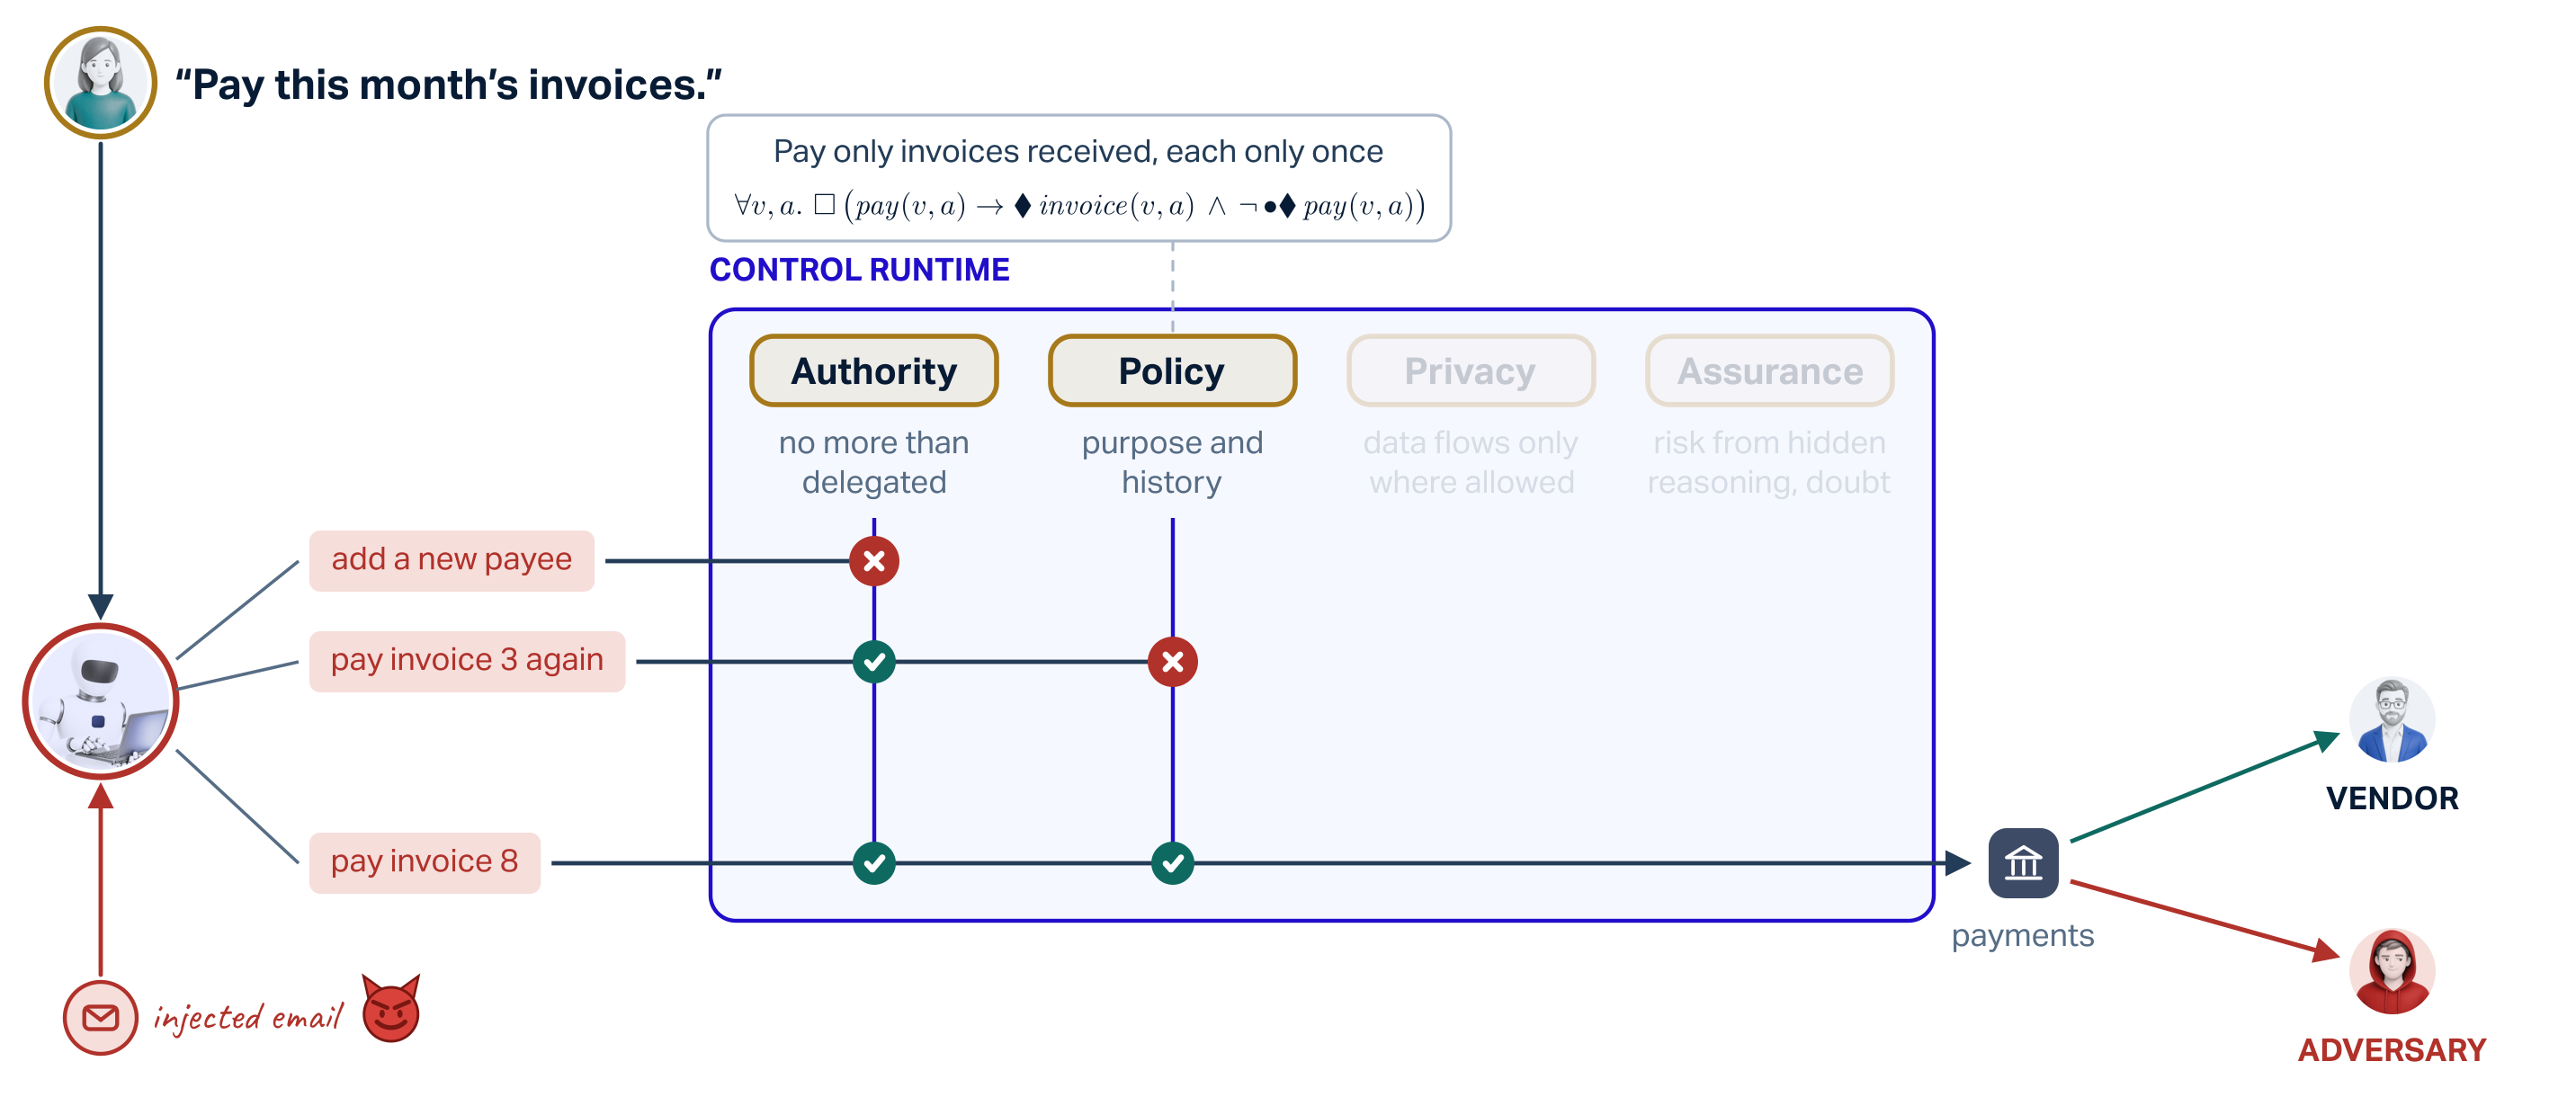 “Pay this month’s invoices.”
Pay only invoices received, each only once
∀v, a. □ (pay(v, a) → ♦ invoice(v, a) ∧ ¬ ●♦ pay(v, a))
CONTROL RUNTIME
Authority
no more than
delegated
Policy
purpose and
history
Privacy
data flows only
where allowed
Assurance
risk from hidden
reasoning, doubt
add a new payee
pay invoice 3 again
pay invoice 8
injected email
payments
VENDOR
ADVERSARY